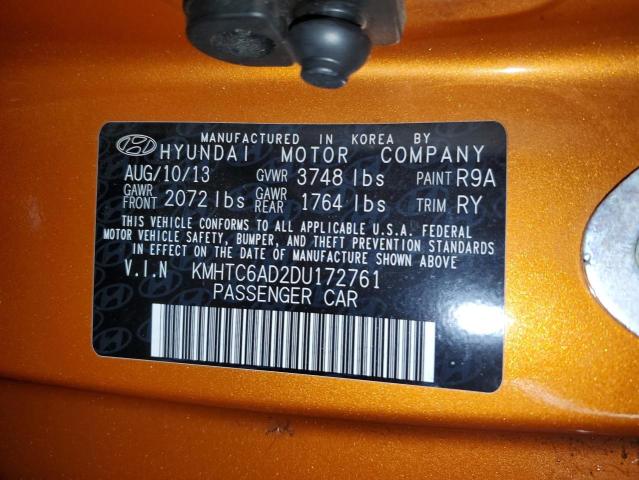 MANUFACTURED IN KOREA BY
HYUNDAI MOTOR COMPANY
AUG/10/13 GVWR 3748 lbs PAINT R9A
GAWR FRONT 2072 lbs GAWR REAR 1764 lbs TRIM RY
THIS VEHICLE CONFORMS TO ALL APPLICABLE U.S.A. FEDERAL
MOTOR VEHICLE SAFETY, BUMPER, AND THEFT PREVENTION STANDARDS
IN EFFECT ON THE DATE OF MANUFACTURE SHOWN ABOVE
V.I.N KMHTC6AD2DU172761
PASSENGER CAR